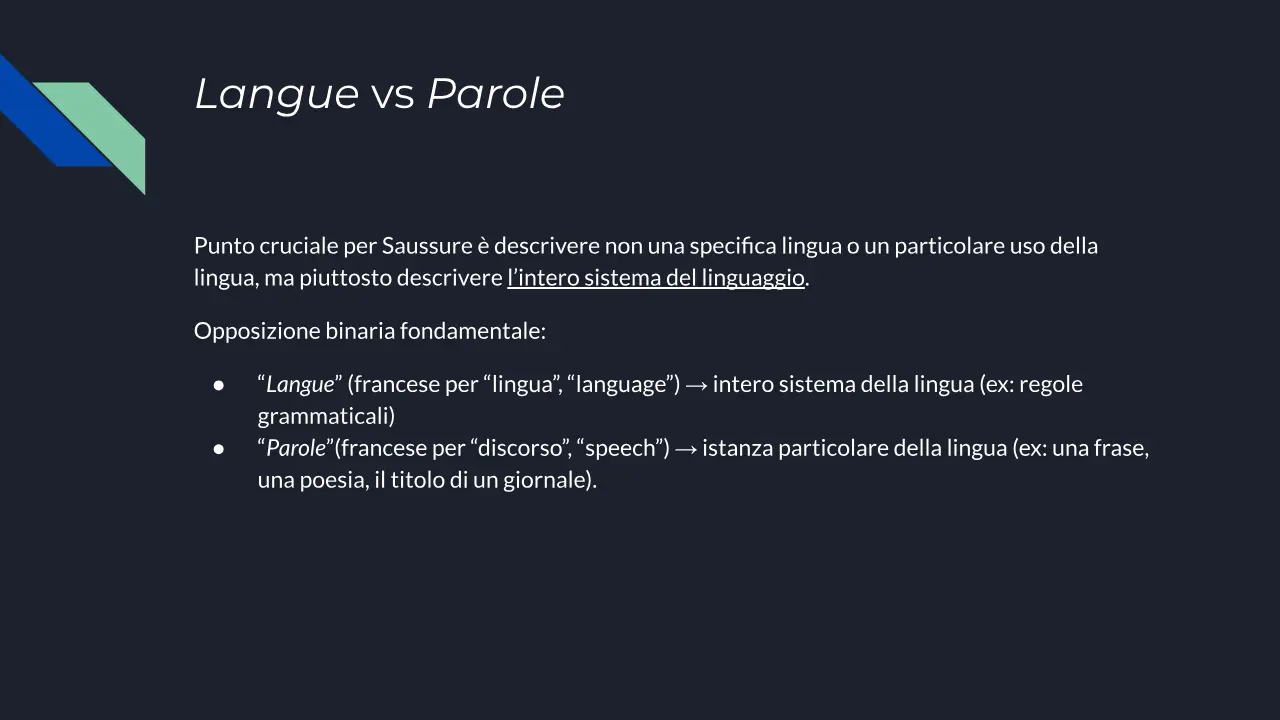 Langue vs Parole
Punto cruciale per Saussure è descrivere non una specifica lingua o un particolare uso della
lingua, ma piuttosto descrivere l’intero sistema del linguaggio.
Opposizione binaria fondamentale:
● “Langue” (francese per “lingua”, “language”) → intero sistema della lingua (ex: regole
grammaticali)
● “Parole”(francese per “discorso”, “speech”) → istanza particolare della lingua (ex: una frase,
una poesia, il titolo di un giornale).